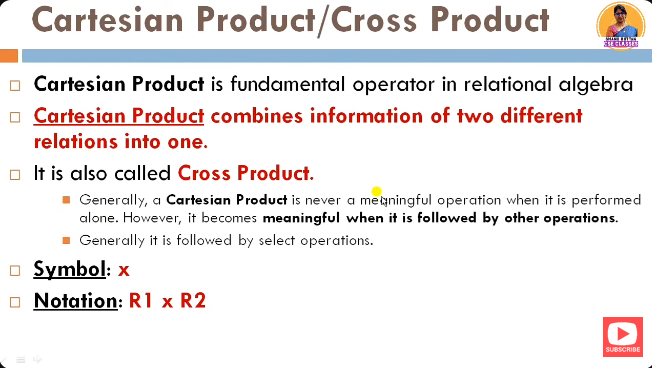 Cartesian Product/Cross Product
Cartesian Product is fundamental operator in relational algebra
Cartesian Product combines information of two different
relations into one.
It is also called Cross Product.
Generally, a Cartesian Product is never a meaningful operation when it is performed
alone. However, it becomes meaningful when it is followed by other operations.
Generally it is followed by select operations.
Symbol: x
Notation: R1 x R2
CSE CLASSES
SUBSCRIBE